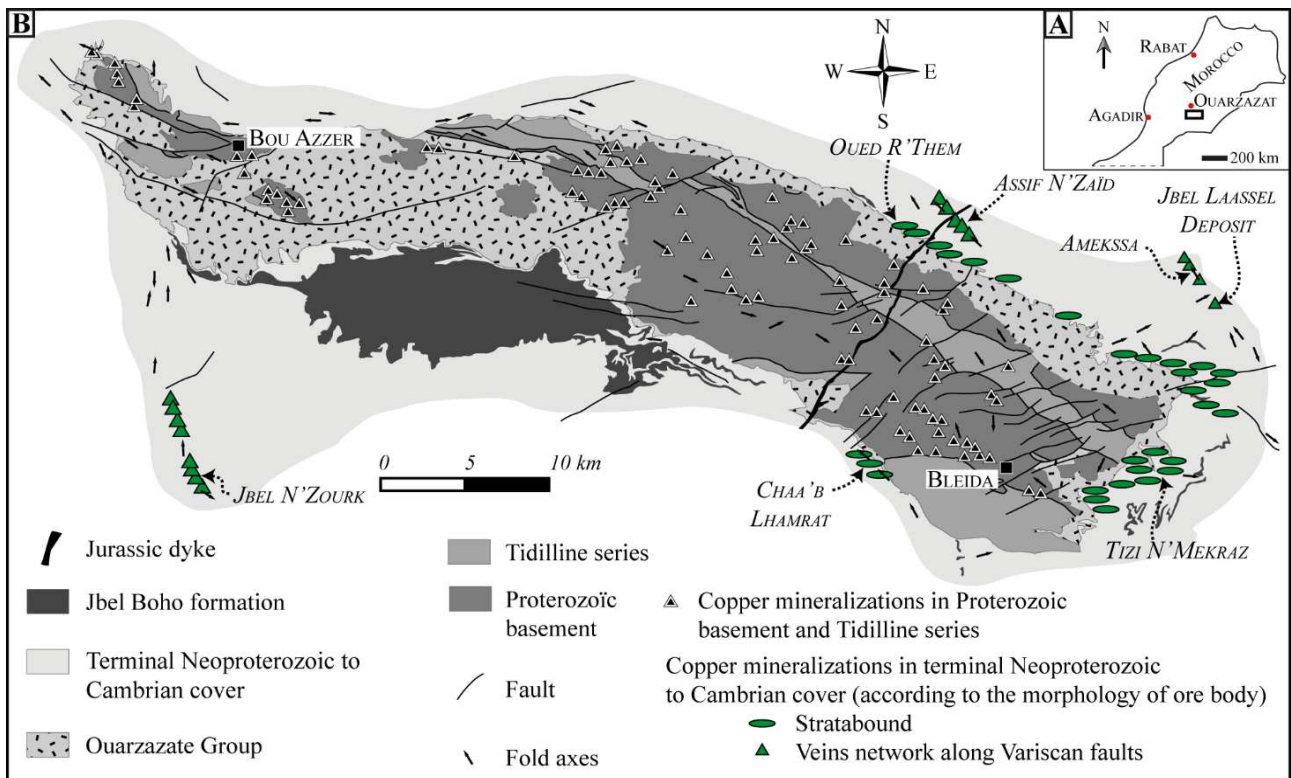 B
A
N
RABAT
MOROCCO
OUARZAZAT
AGADIR
200 km
N
W
E
S
BOU AZZER
OUED R'THEM
ASSIF N'ZAÏD
JBEL LAASSEL
DEPOSIT
AMEKSSA
0
5
10 km
JBEL N'ZOURK
CHAA'B
LHAMRAT
BLEIDA
TIZI N'MEKRAZ
Jurassic dyke
Jbel Boho formation
Terminal Neoproterozoic to
Cambrian cover
Ouarzazate Group
Tidilline series
Proterozoïc
basement
Fault
Fold axes
Copper mineralizations in Proterozoic
basement and Tidilline series
Copper mineralizations in terminal Neoproterozoic
to Cambrian cover (according to the morphology of ore body)
Stratabound
Veins network along Variscan faults